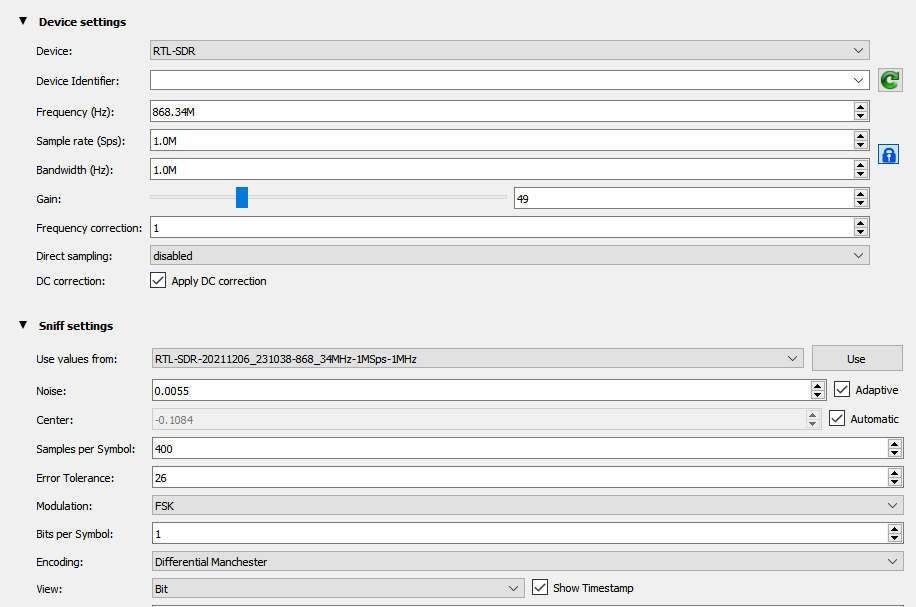 Device settings
Device: RTL-SDR
Device Identifier:
Frequency (Hz): 868.34M
Sample rate (Sps): 1.0M
Bandwidth (Hz): 1.0M
Gain: 49
Frequency correction: 1
Direct sampling: disabled
DC correction: Apply DC correction
Sniff settings
Use values from: RTL-SDR-20211206_231038-868_34MHz-1MSps-1MHz Use
Noise: 0.0055 Adaptive
Center: -0.1084 Automatic
Samples per Symbol: 400
Error Tolerance: 26
Modulation: FSK
Bits per Symbol: 1
Encoding: Differential Manchester
View: Bit Show Timestamp